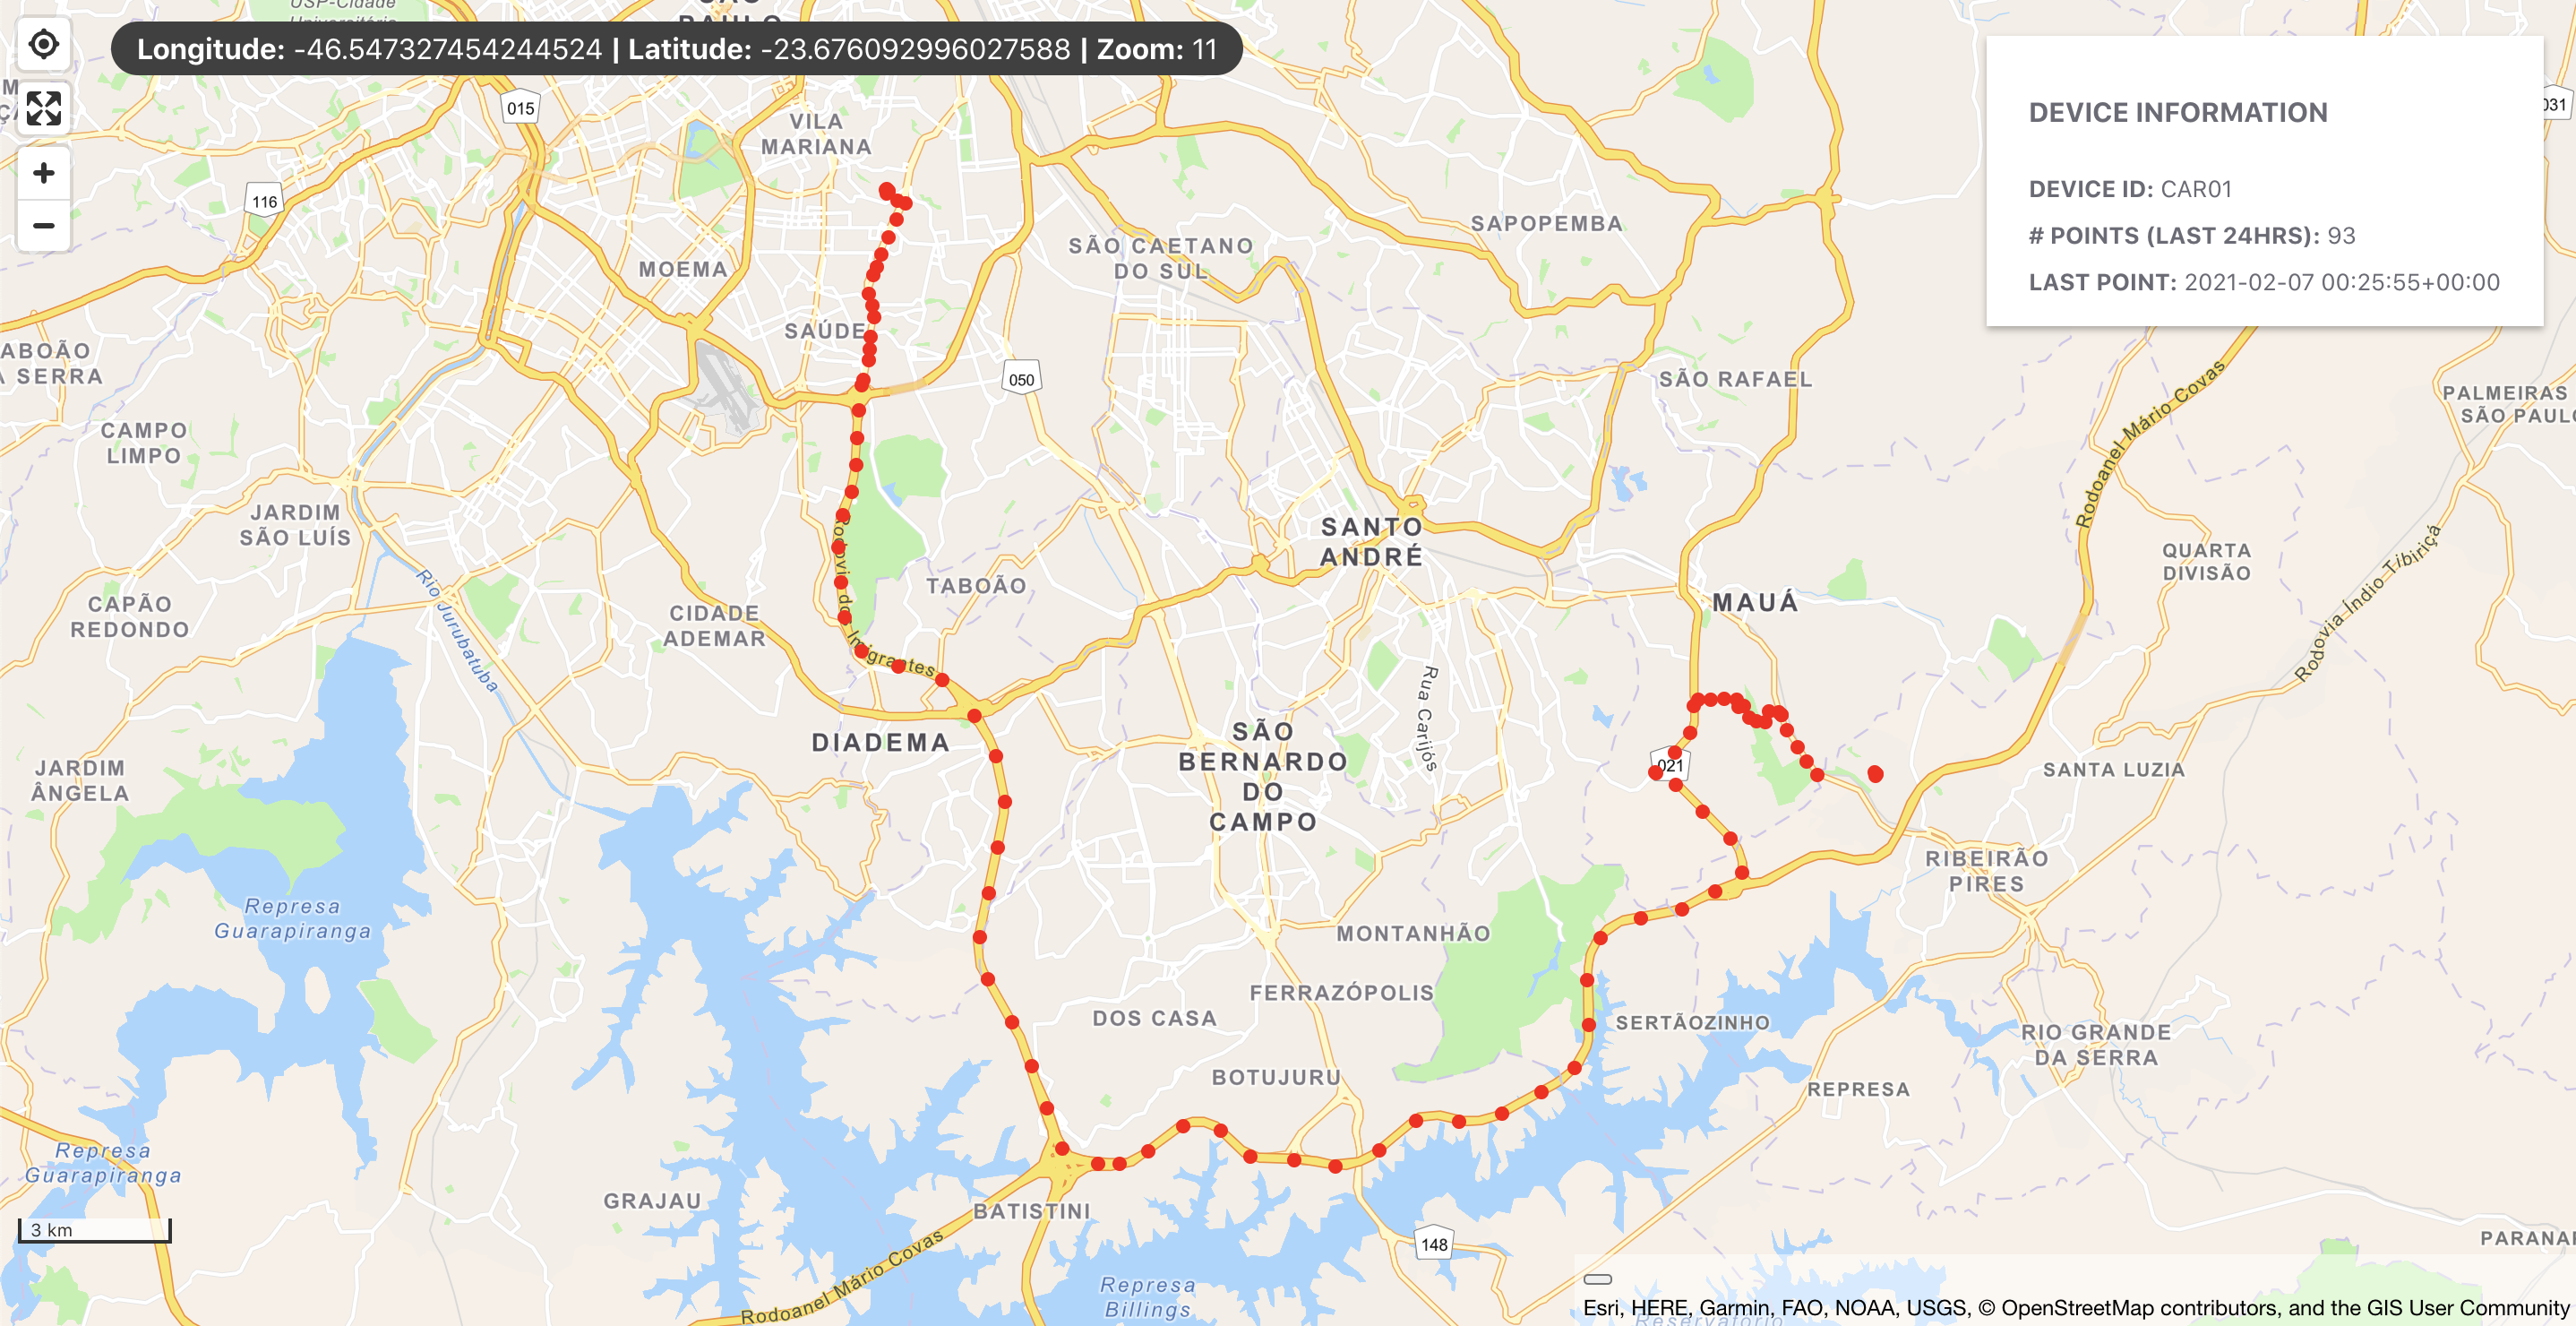 USP-Cidade
Longitude: -46.547327454244524 | Latitude: -23.676092996027588 | Zoom: 11
DEVICE INFORMATION
DEVICE ID: CAR01
# POINTS (LAST 24HRS): 93
LAST POINT: 2021-02-07 00:25:55+00:00
031
015
116
VILA
MARIANA
SAPOPEMBA
SÃO CAETANO
DO SUL
MOEMA
SAÚDE
ABOÃO
A SERRA
050
SÃO RAFAEL
Rodoanel Mário Covas
PALMEIRAS
SÃO PAUL
CAMPO
LIMPO
JARDIM
SÃO LUÍS
SANTO
ANDRÉ
QUARTA
DIVISÃO
Rodovia Índio Tibiriçá
TABOÃO
CAPÃO
REDONDO
Rio Jurubatuba
CIDADE
ADEMAR
MAUÁ
Imigrantes
Rua Carijós
DIADEMA
SÃO
BERNARDO
DO
CAMPO
021
SANTA LUZIA
JARDIM
ÂNGELA
RIBEIRÃO
PIRES
Represa
Guarapiranga
MONTANHÃO
FERRAZÓPOLIS
DOS CASA
SERTÃOZINHO
RIO GRANDE
DA SERRA
BOTUJURU
REPRESA
Represa
Guarapiranga
GRAJAU
BATISTINI
3 km
148
PARANA
Rodoanel Mário Covas
Represa
Billings
Esri, HERE, Garmin, FAO, NOAA, USGS, © OpenStreetMap contributors, and the GIS User Community